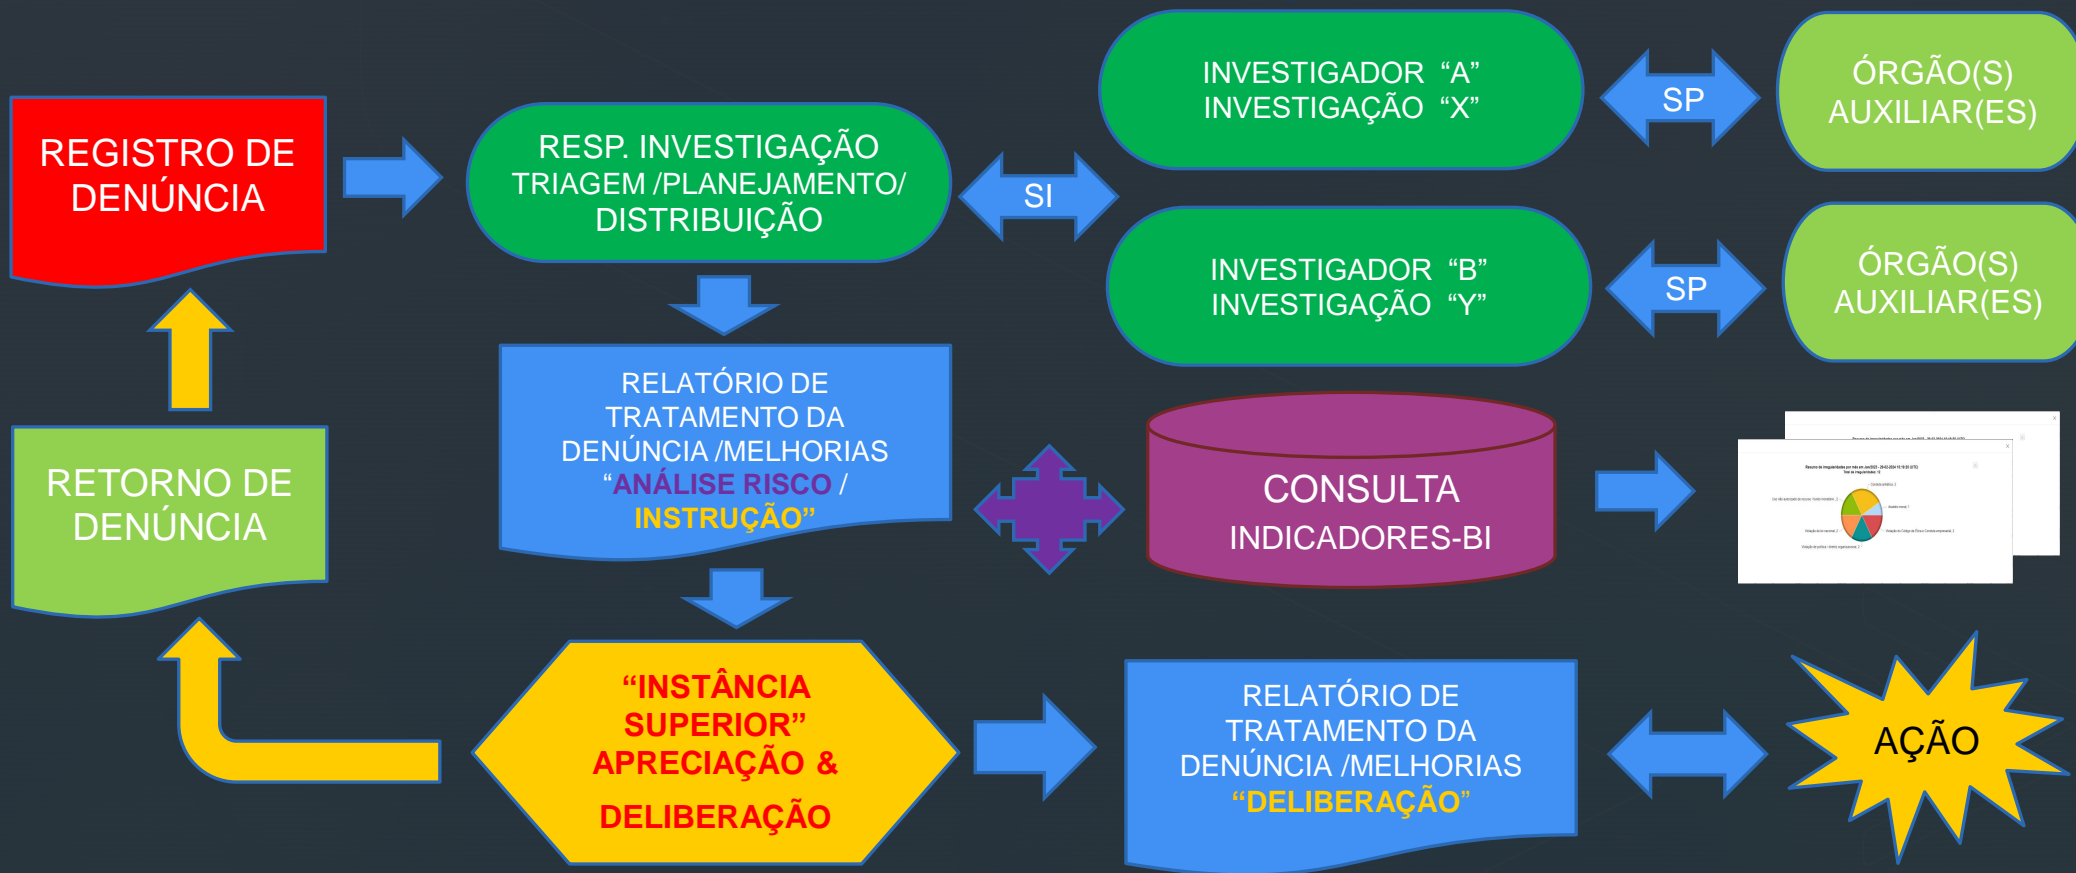 REGISTRO DE
DENÚNCIA
RESP. INVESTIGAÇÃO
TRIAGEM /PLANEJAMENTO/
DISTRIBUIÇÃO
SI
INVESTIGADOR “A”
INVESTIGAÇÃO “X”
SP
ÓRGÃO(S)
AUXILIAR(ES)
INVESTIGADOR “B”
INVESTIGAÇÃO “Y”
SP
ÓRGÃO(S)
AUXILIAR(ES)
RETORNO DE
DENÚNCIA
RELATÓRIO DE
TRATAMENTO DA
DENÚNCIA /MELHORIAS
“ANÁLISE RISCO /
INSTRUÇÃO”
CONSULTA
INDICADORES-BI
“INSTÂNCIA
SUPERIOR”
APRECIAÇÃO &
DELIBERAÇÃO
RELATÓRIO DE
TRATAMENTO DA
DENÚNCIA /MELHORIAS
“DELIBERAÇÃO”
AÇÃO